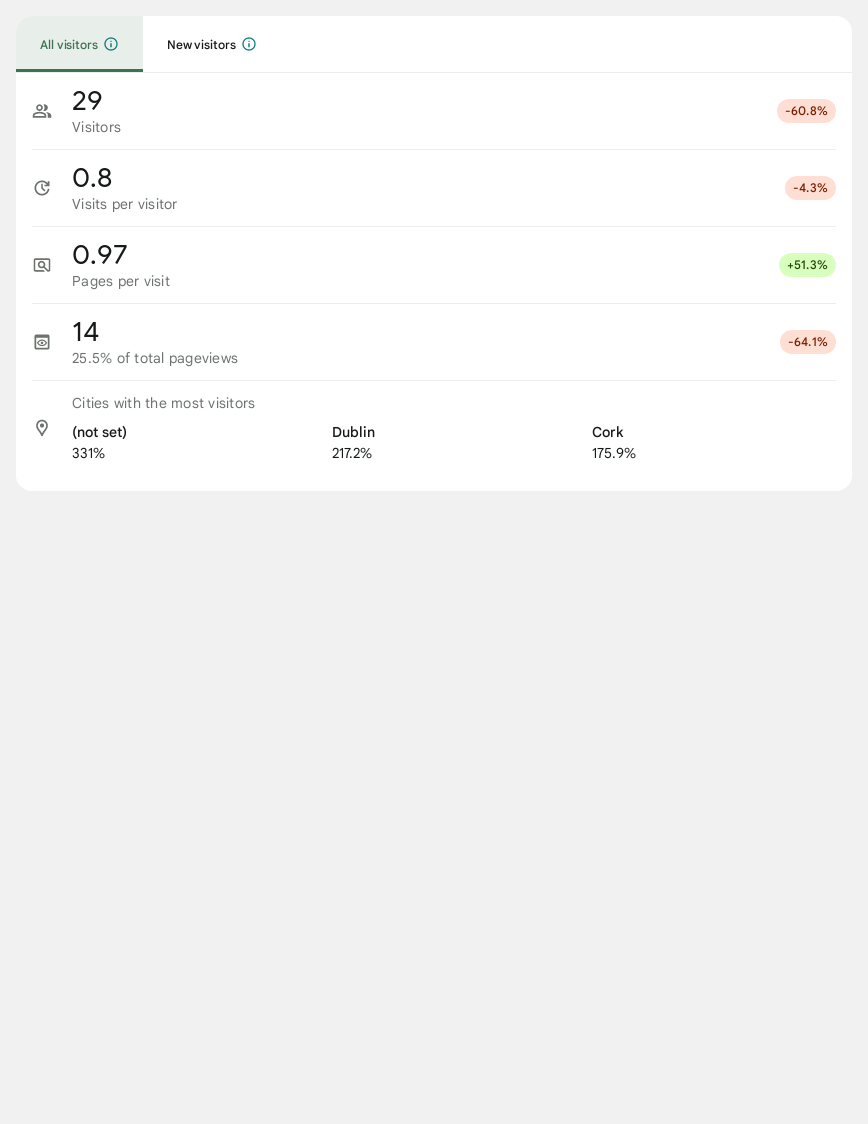 All visitors
New visitors
29
Visitors
-60.8%
0.8
Visits per visitor
-4.3%
0.97
Pages per visit
+51.3%
14
25.5% of total pageviews
-64.1%
Cities with the most visitors
(not set) Dublin Cork
331% 217.2% 175.9%